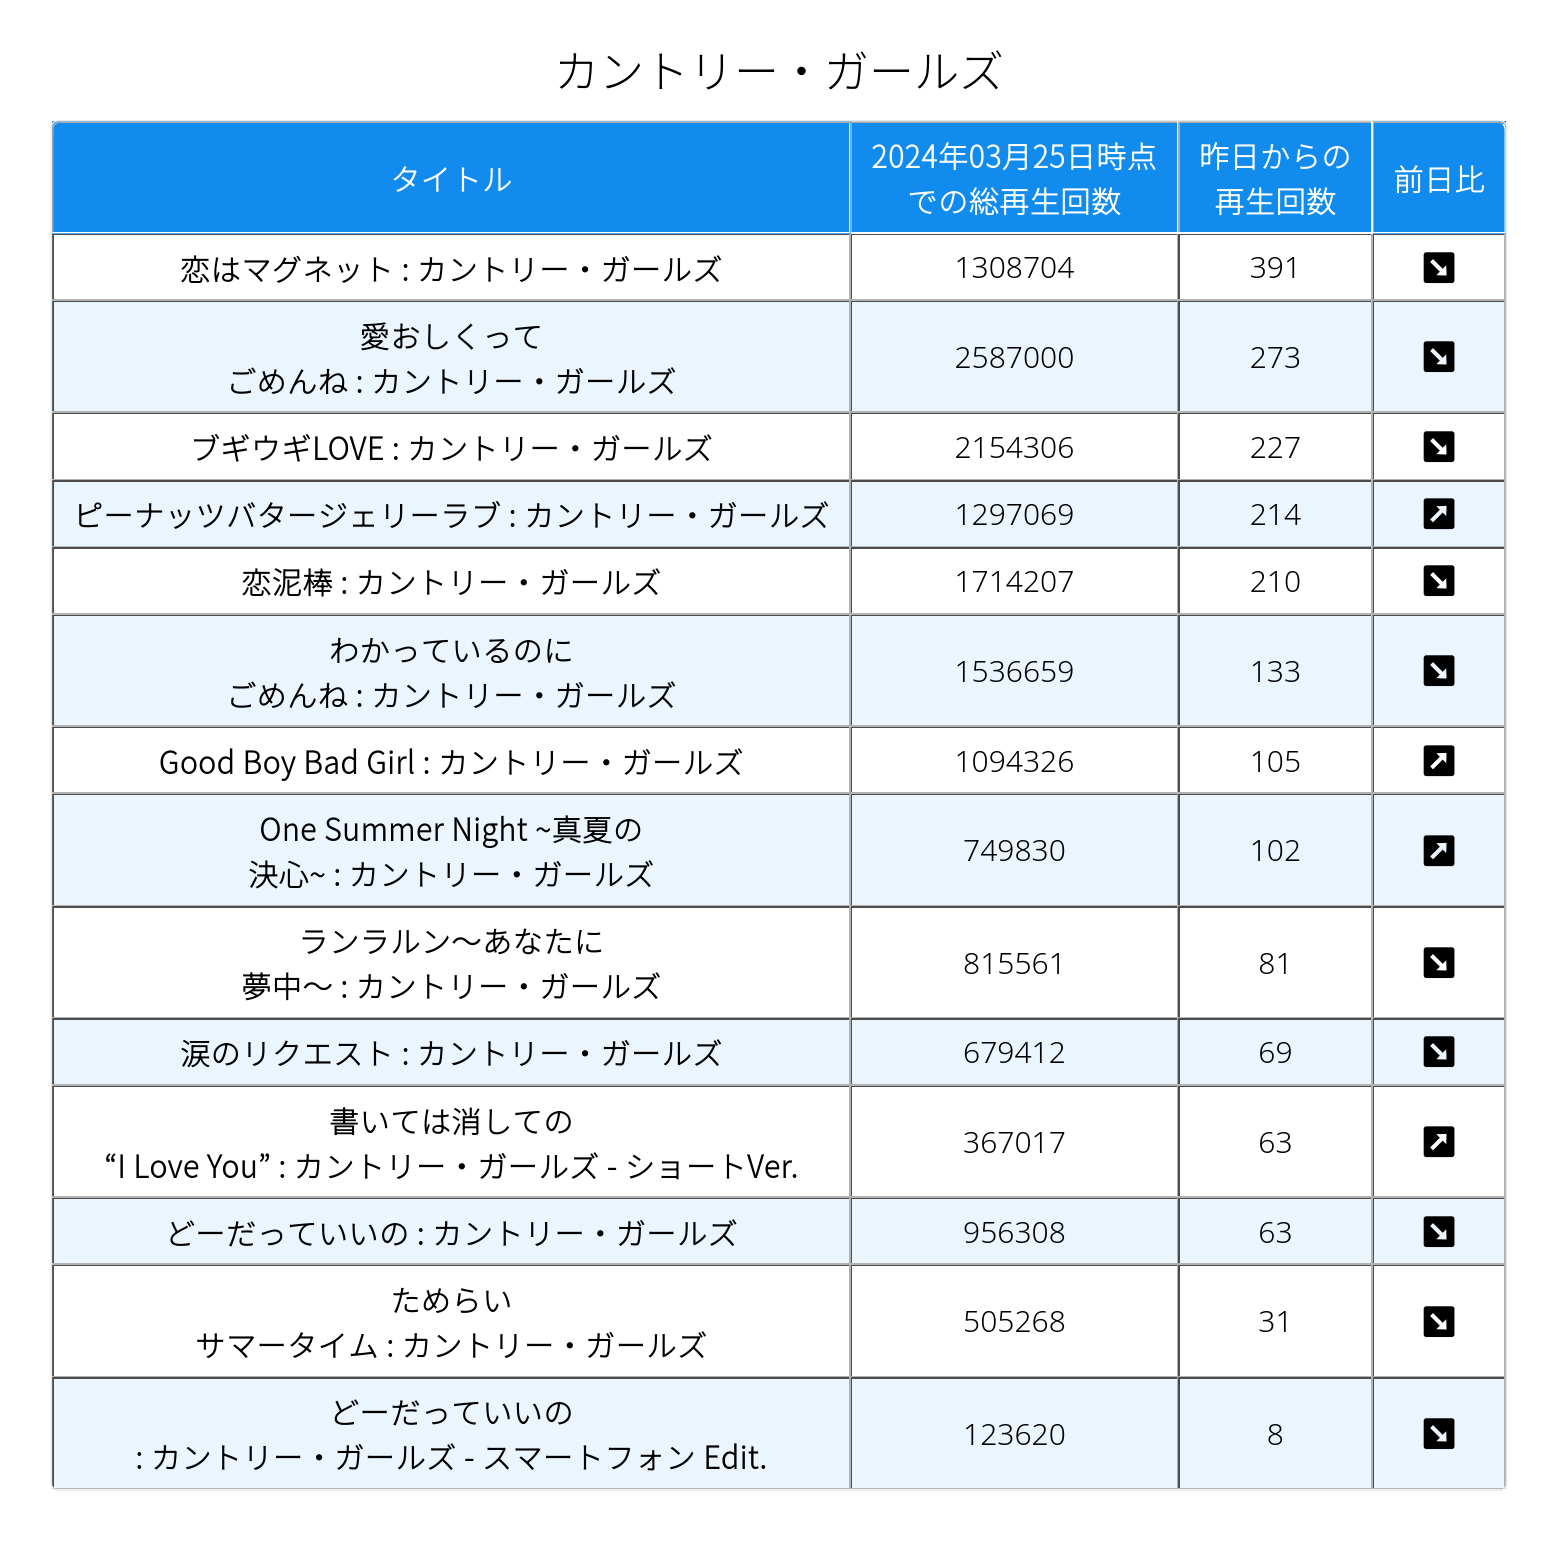 カントリー・ガールズ
タイトル
2024年03月25日時点
での総再生回数
昨日からの
再生回数
前日比
恋はマグネット : カントリー・ガールズ
1308704
391
愛おしくって
ごめんね : カントリー・ガールズ
2587000
273
ブギウギLOVE : カントリー・ガールズ
2154306
227
ピーナッツバタージェリーラブ : カントリー・ガールズ
1297069
214
恋泥棒 : カントリー・ガールズ
1714207
210
わかっているのに
ごめんね : カントリー・ガールズ
1536659
133
Good Boy Bad Girl : カントリー・ガールズ
1094326
105
One Summer Night ~真夏の
決心~ : カントリー・ガールズ
749830
102
ランラルン～あなたに
夢中～ : カントリー・ガールズ
815561
81
涙のリクエスト : カントリー・ガールズ
679412
69
書いては消しての
“I Love You” : カントリー・ガールズ - ショートVer.
367017
63
どーだっていいの : カントリー・ガールズ
956308
63
ためらい
サマータイム : カントリー・ガールズ
505268
31
どーだっていいの
: カントリー・ガールズ - スマートフォン Edit.
123620
8